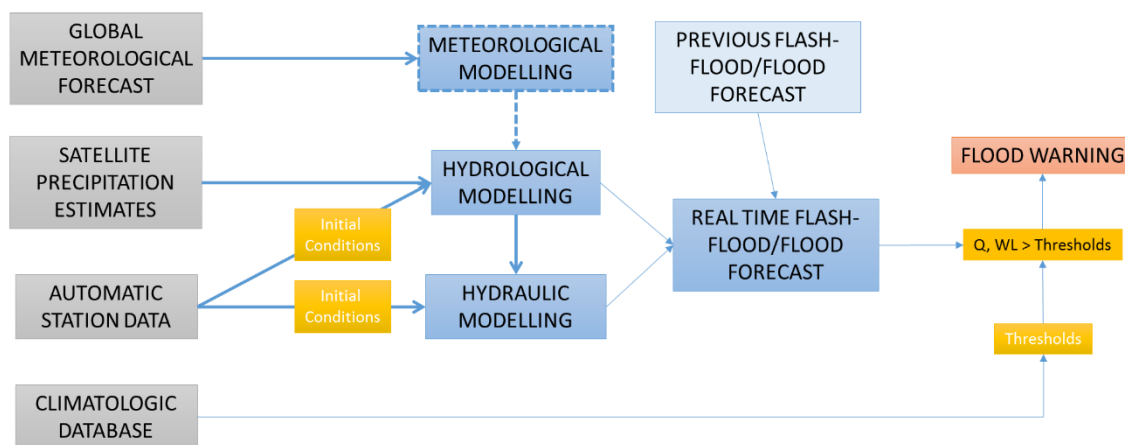 GLOBAL
METEOROLOGICAL
FORECAST
METEOROLOGICAL
MODELLING
PREVIOUS FLASH-
FLOOD/FLOOD
FORECAST
SATELLITE
PRECIPITATION
ESTIMATES
HYDROLOGICAL
MODELLING
FLOOD WARNING
Initial
Conditions
REAL TIME FLASH-
FLOOD/FLOOD
FORECAST
Q, WL > Thresholds
AUTOMATIC
STATION DATA
Initial
Conditions
HYDRAULIC
MODELLING
Thresholds
CLIMATOLOGIC
DATABASE